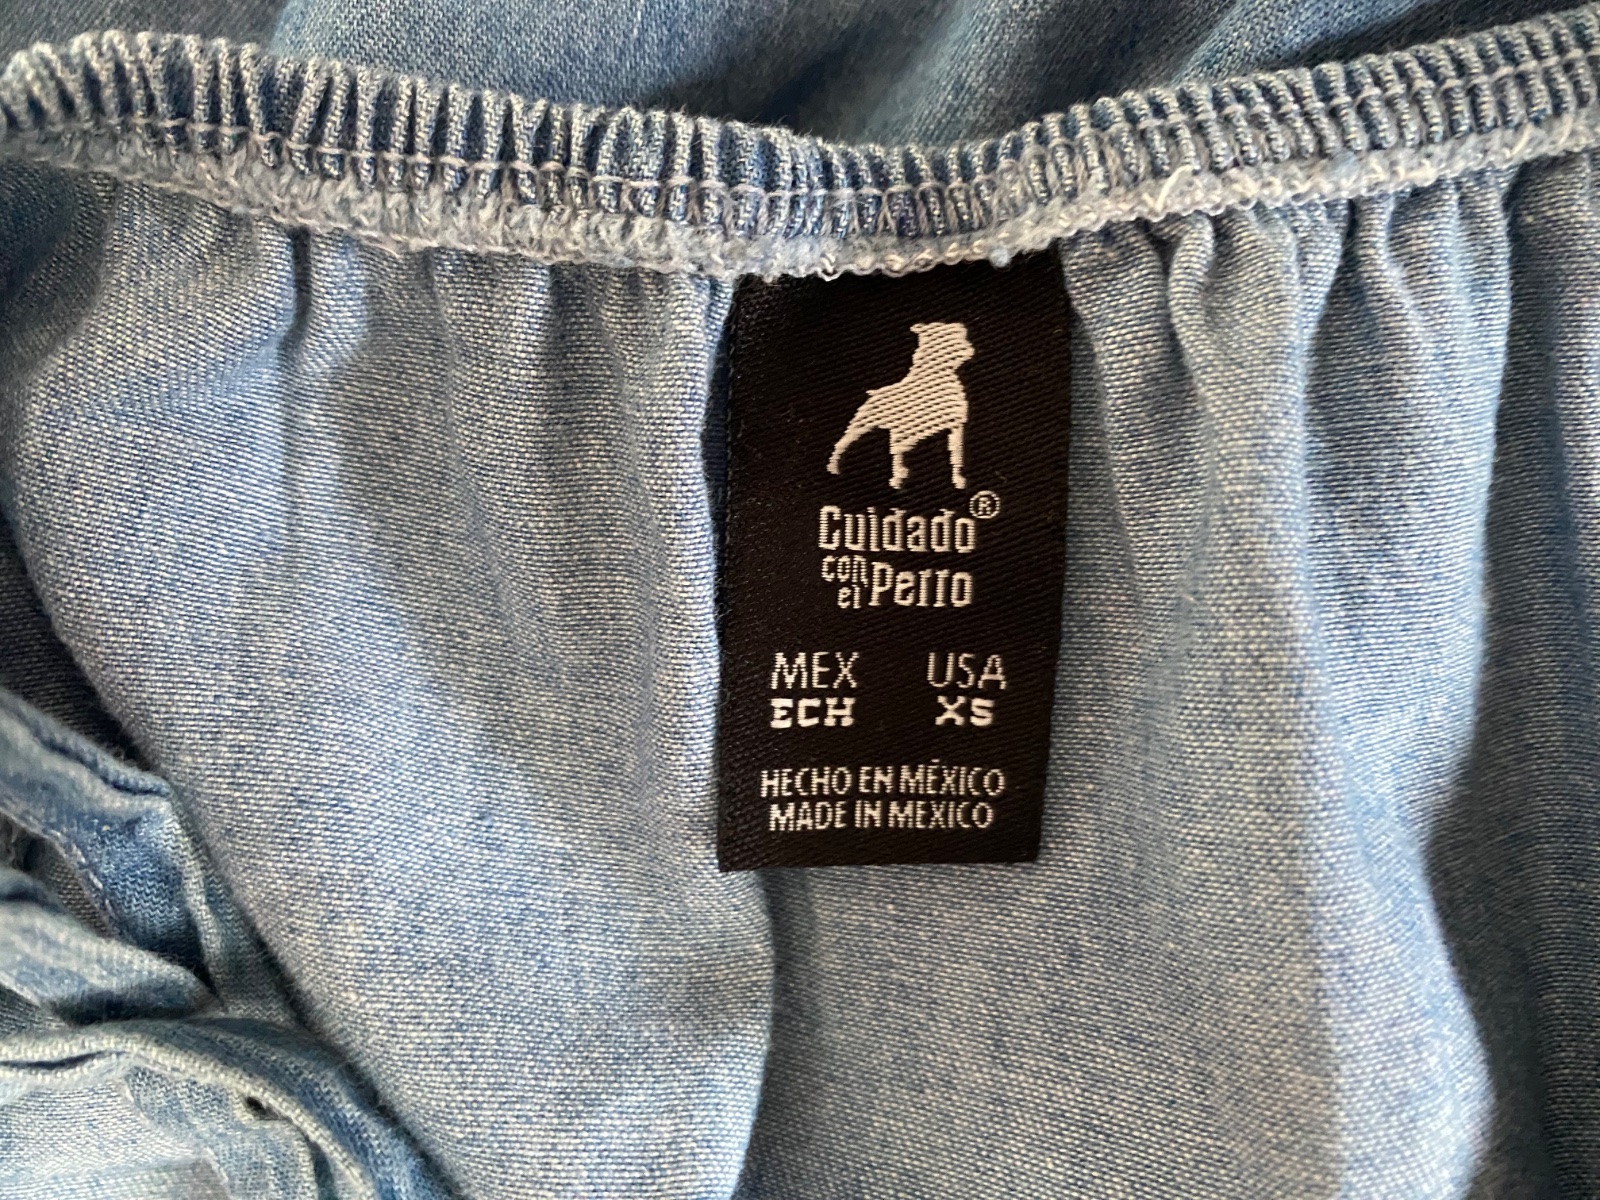 Cuidado®
con
el Perro
MEX USA
ECH XS
HECHO EN MÉXICO
MADE IN MEXICO